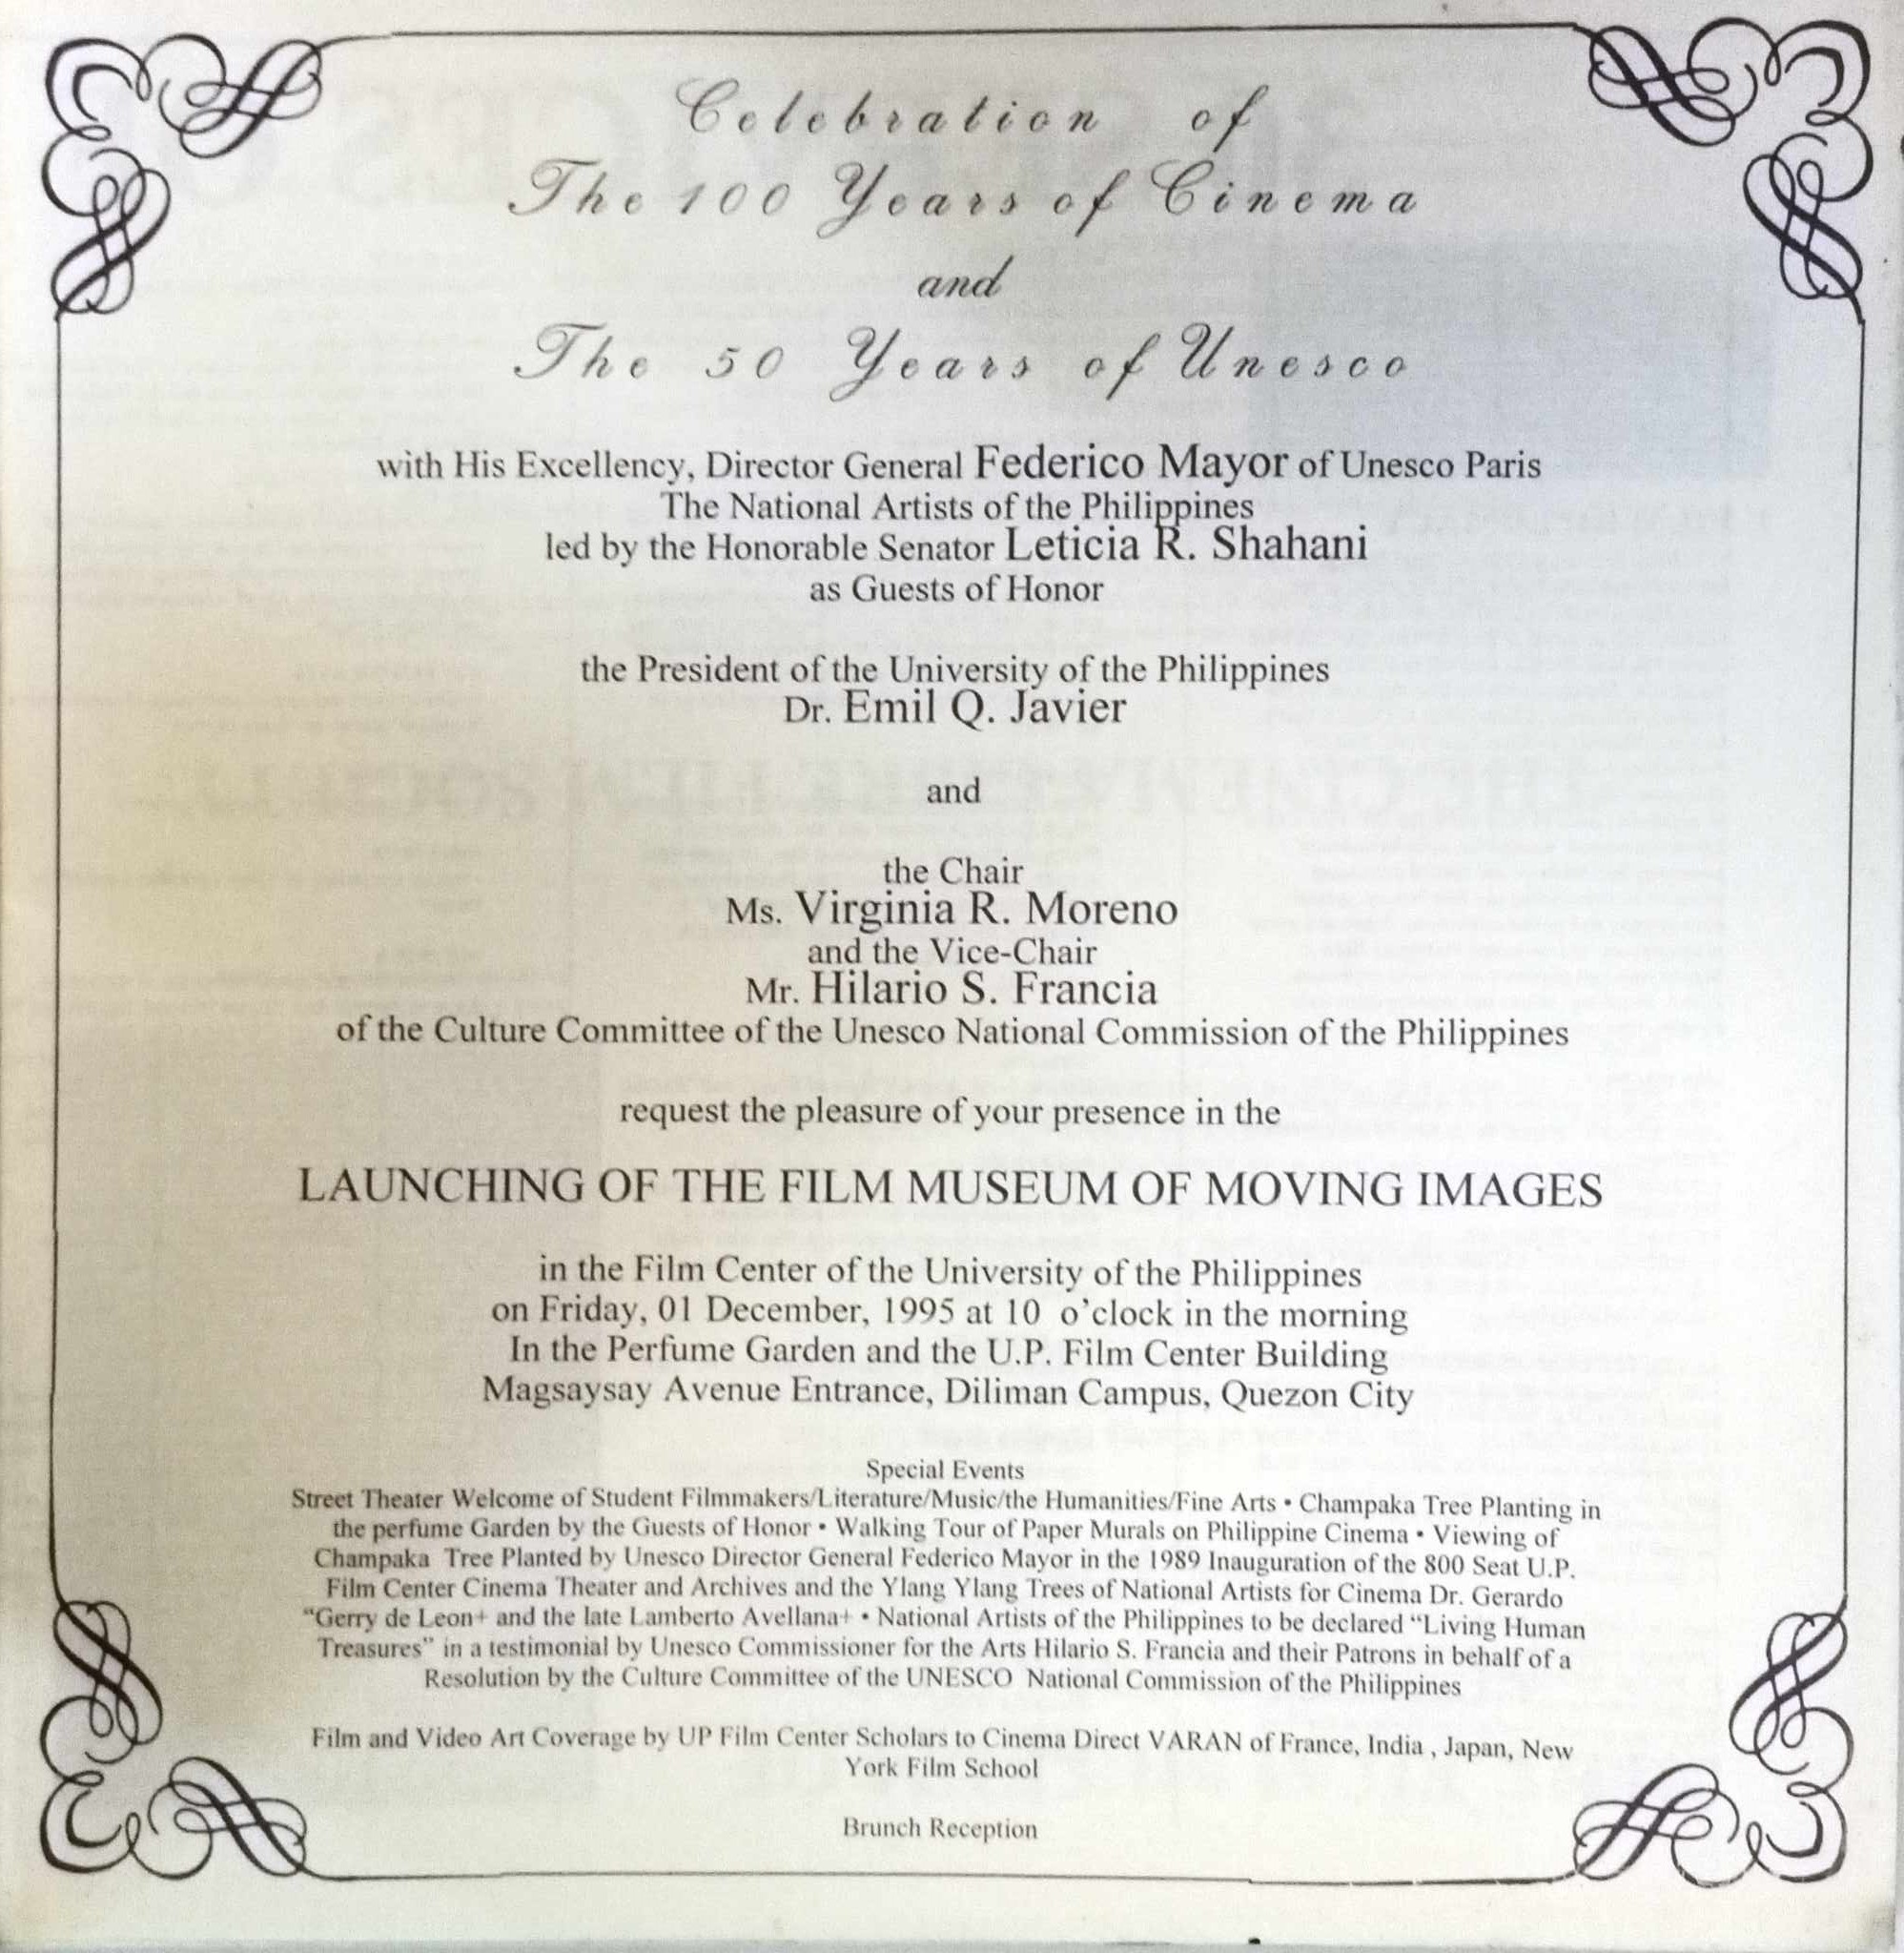 Celebration of
The 100 Years of Cinema
and
The 50 Years of Unesco
with His Excellency, Director General Federico Mayor of Unesco Paris
The National Artists of the Philippines
led by the Honorable Senator Leticia R. Shahani
as Guests of Honor
the President of the University of the Philippines
Dr. Emil Q. Javier
and
the Chair
Ms. Virginia R. Moreno
and the Vice-Chair
Mr. Hilario S. Francia
of the Culture Committee of the Unesco National Commission of the Philippines
request the pleasure of your presence in the
LAUNCHING OF THE FILM MUSEUM OF MOVING IMAGES
in the Film Center of the University of the Philippines
on Friday, 01 December, 1995 at 10 o'clock in the morning
In the Perfume Garden and the U.P. Film Center Building
Magsaysay Avenue Entrance, Diliman Campus, Quezon City
Special Events
Street Theater Welcome of Student Filmmakers/Literature/Music/the Humanities/Fine Arts • Champaka Tree Planting in
the perfume Garden by the Guests of Honor • Walking Tour of Paper Murals on Philippine Cinema • Viewing of
Champaka Tree Planted by Unesco Director General Federico Mayor in the 1989 Inauguration of the 800 Seat U.P.
Film Center Cinema Theater and Archives and the Ylang Ylang Trees of National Artists for Cinema Dr. Gerardo
"Gerry de Leon+ and the late Lamberto Avellana+ • National Artists of the Philippines to be declared "Living Human
Treasures" in a testimonial by Unesco Commissioner for the Arts Hilario S. Francia and their Patrons in behalf of a
Resolution by the Culture Committee of the UNESCO National Commission of the Philippines
Film and Video Art Coverage by UP Film Center Scholars to Cinema Direct VARAN of France, India , Japan, New
York Film School
Brunch Reception